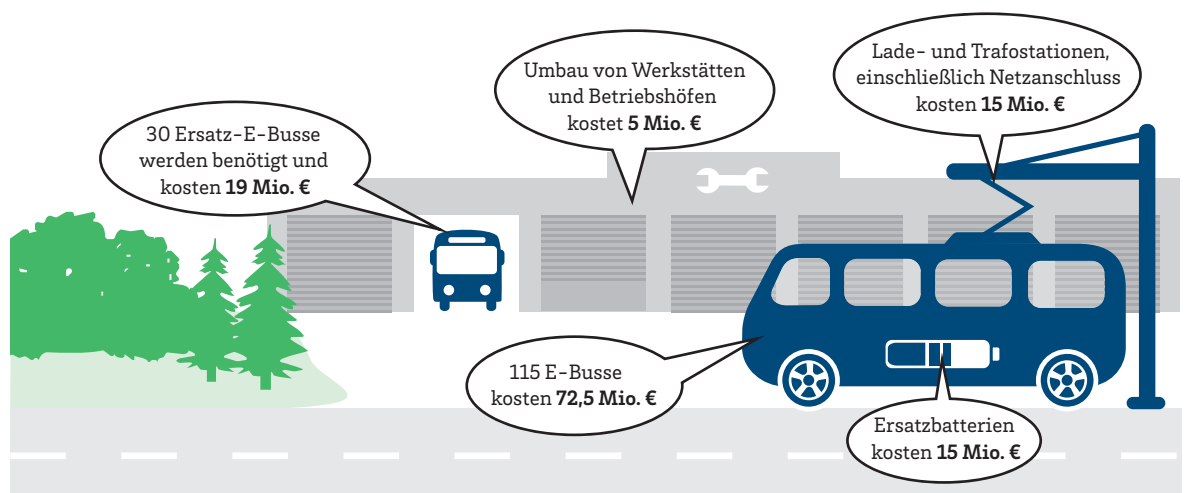 30 Ersatz-E-Busse
werden benötigt und
kosten 19 Mio. €
Umbau von Werkstätten
und Betriebshöfen
kostet 5 Mio. €
Lade- und Trafostationen,
einschließlich Netzanschluss
kosten 15 Mio. €
115 E-Busse
kosten 72,5 Mio. €
Ersatzbatterien
kosten 15 Mio. €